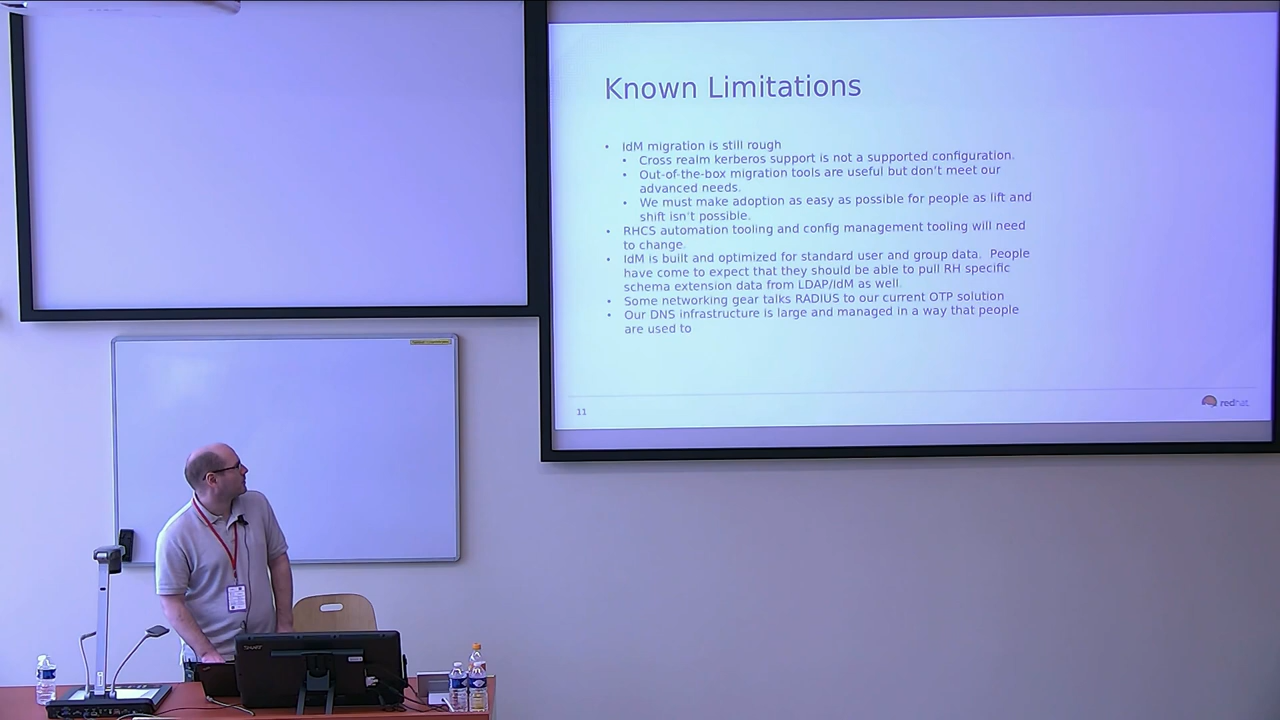 Known Limitations
• IdM migration is still rough
• Cross realm kerberos support is not a supported configuration.
• Out-of-the-box migration tools are useful but don't meet our
advanced needs.
• We must make adoption as easy as possible for people as lift and
shift isn't possible.
• RHCS automation tooling and config management tooling will need
to change.
• IdM is built and optimized for standard user and group data.  People
have come to expect that they should be able to pull RH specific
schema extension data from LDAP/IdM as well.
• Some networking gear talks RADIUS to our current OTP solution
• Our DNS infrastructure is large and managed in a way that people
are used to
11
redhat.